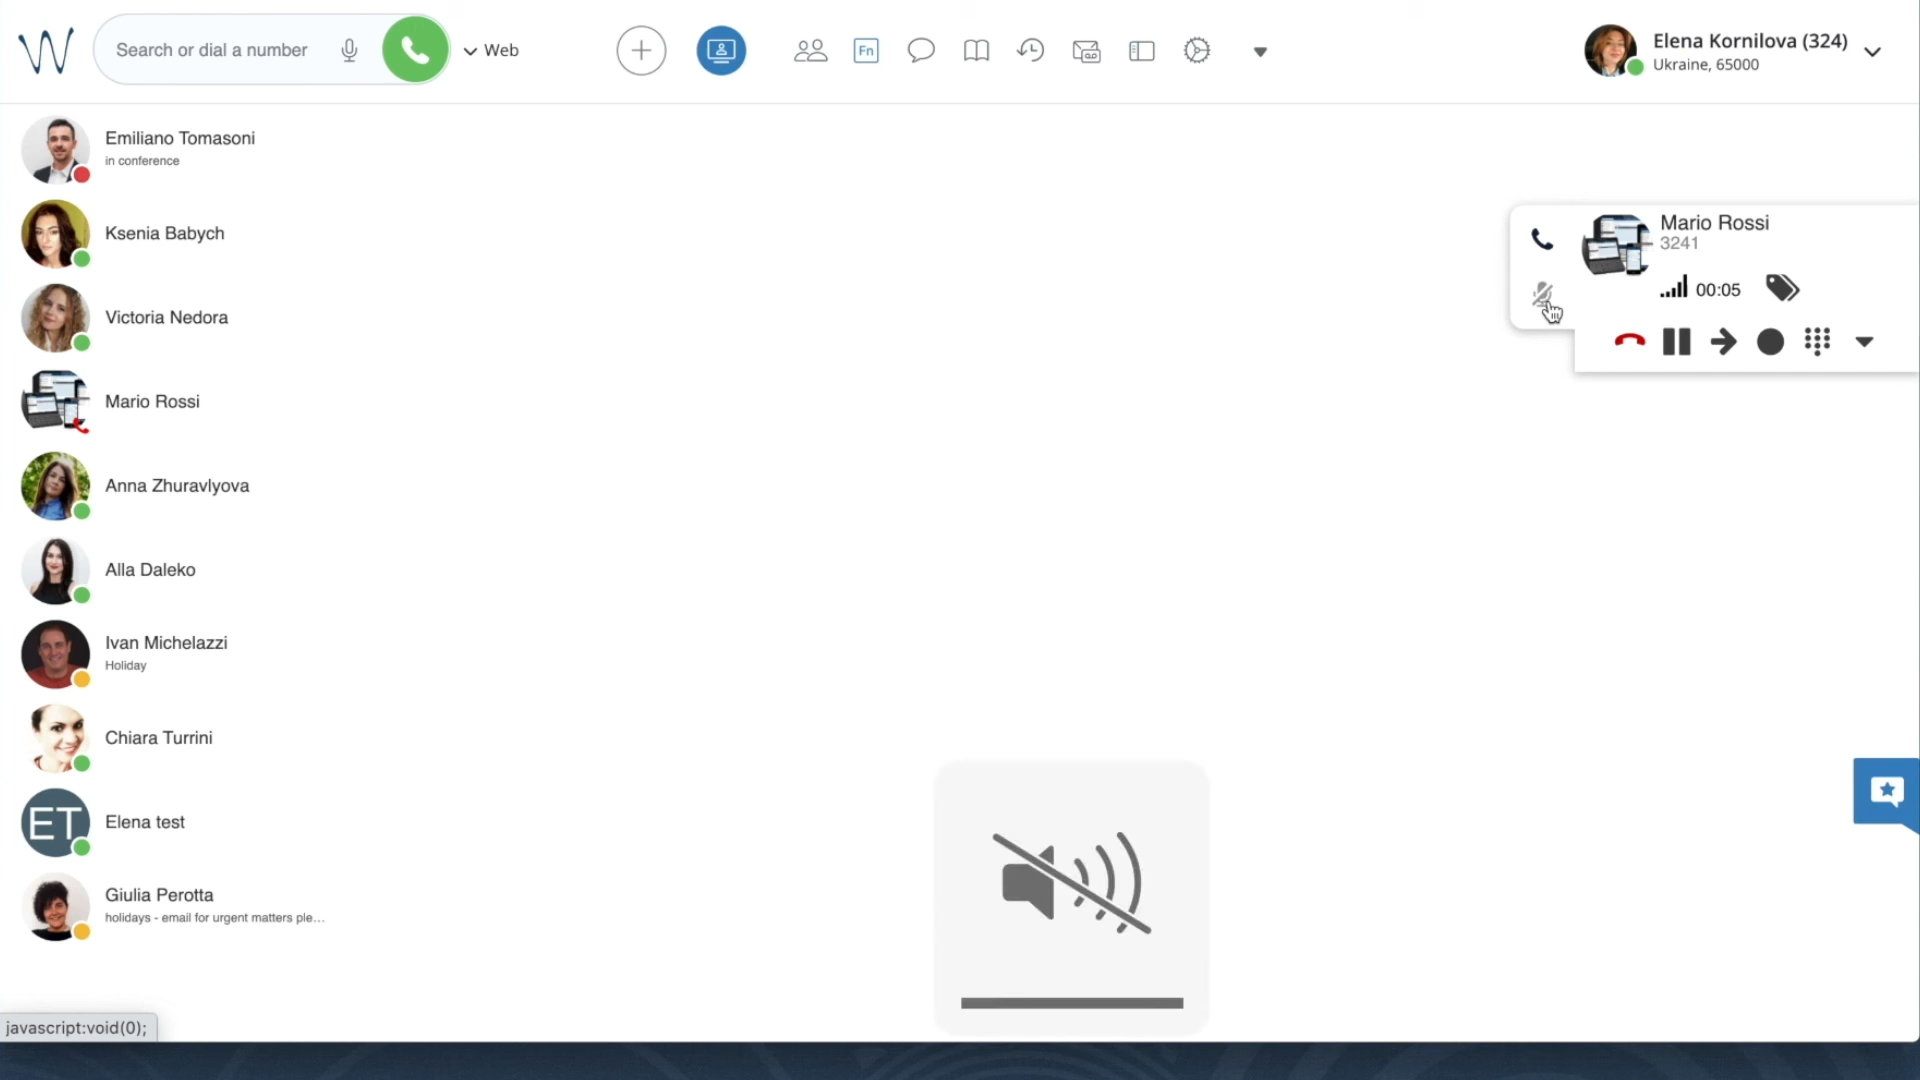 W
Search or dial a number
Web
Fn
Elena Kornilova (324)
Ukraine, 65000
Emiliano Tomasoni
in conference
Ksenia Babych
Victoria Nedora
Mario Rossi
Anna Zhuravlyova
Alla Daleko
Ivan Michelazzi
Holiday
Chiara Turrini
ET
Elena test
Giulia Perotta
holidays - email for urgent matters ple...
Mario Rossi
3241
00:05
javascript:void(0);